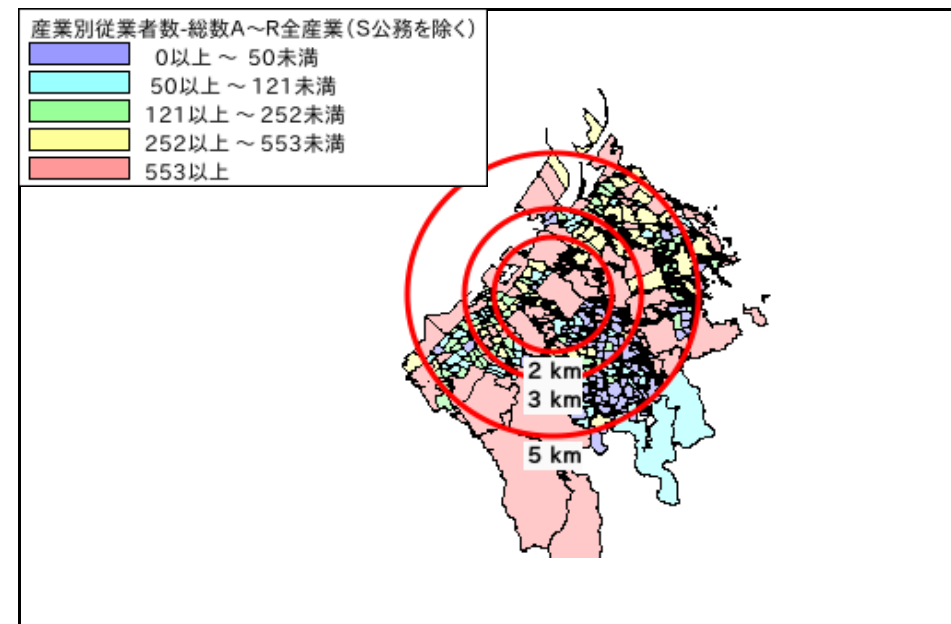 産業別従業者数-総数A～R全産業(S公務を除く)
0以上 ～ 50未満
50以上 ～ 121未満
121以上 ～ 252未満
252以上 ～ 553未満
553以上
2 km
3 km
5 km